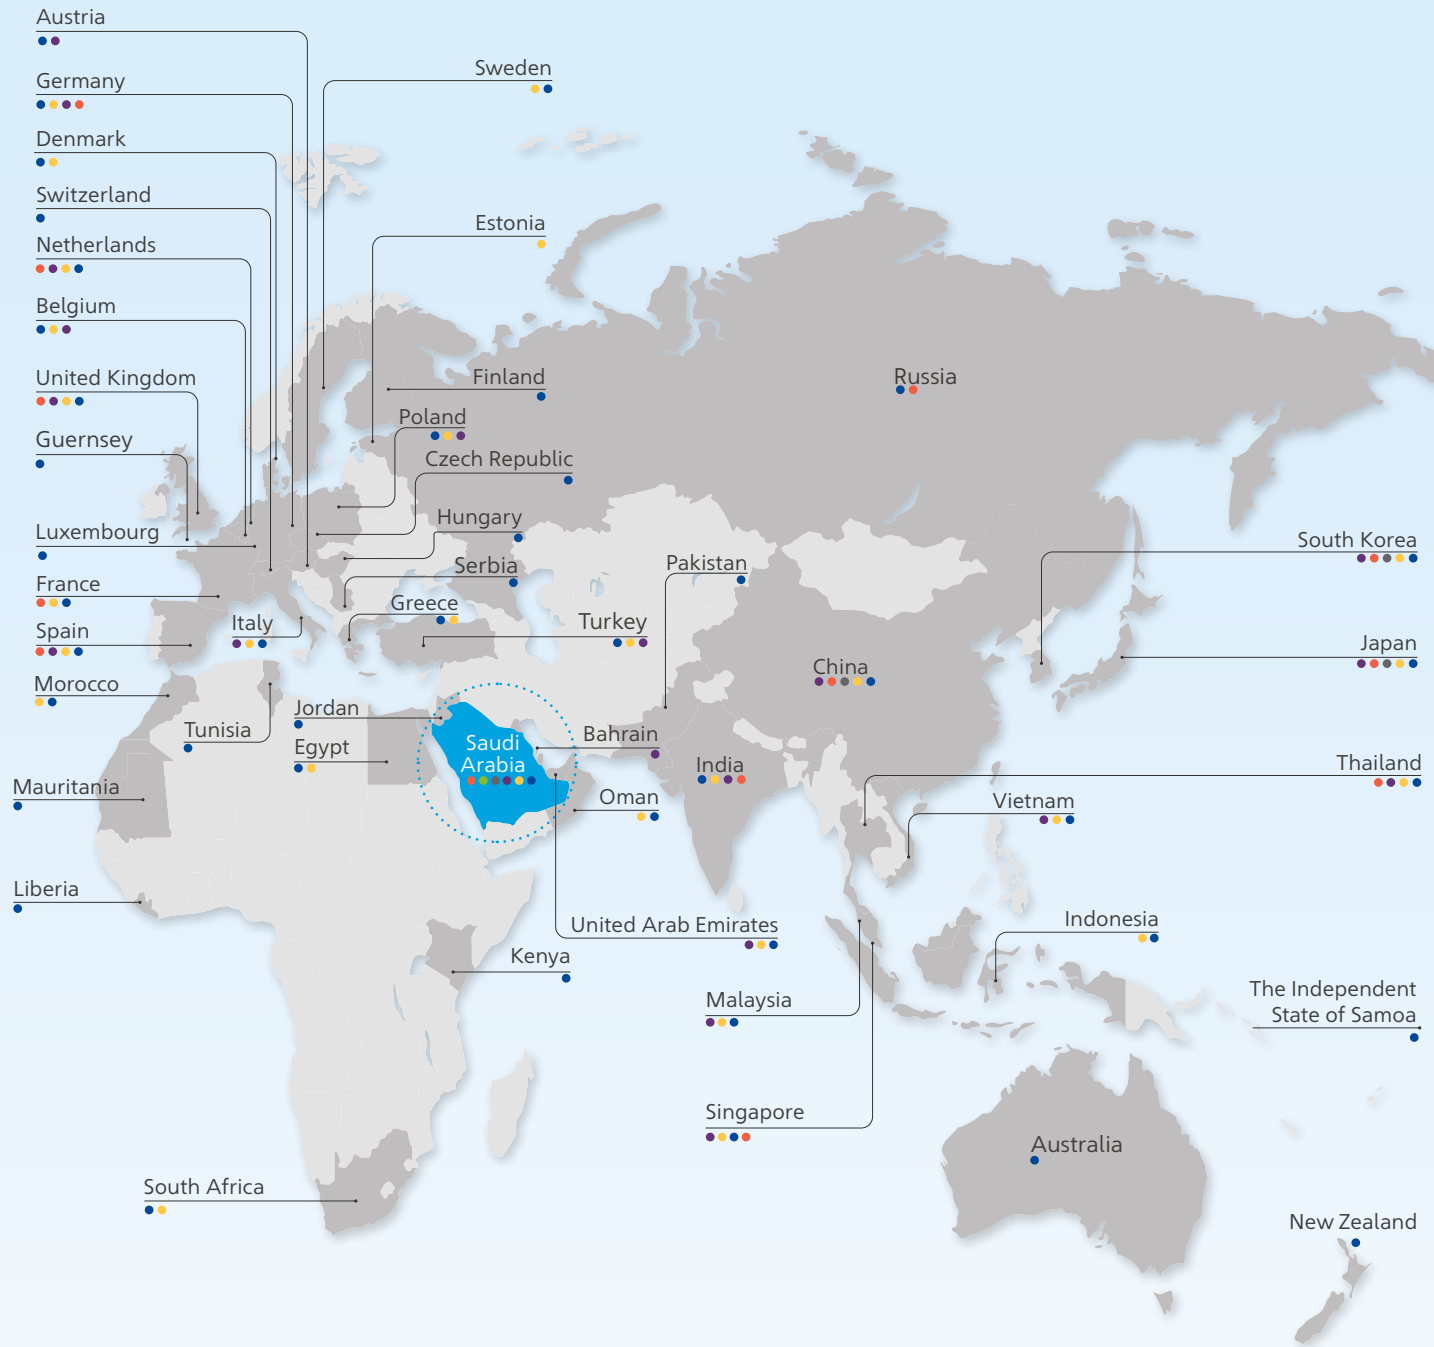 Austria
Germany
Denmark
Switzerland
Netherlands
Belgium
United Kingdom
Guernsey
Luxembourg
France
Spain
Morocco
Mauritania
Liberia
South Africa
Sweden
Estonia
Finland
Poland
Czech Republic
Hungary
Serbia
Greece
Italy
Turkey
Tunisia
Jordan
Egypt
Saudi
Arabia
Bahrain
Oman
United Arab Emirates
Kenya
Pakistan
India
Russia
China
South Korea
Japan
Thailand
Vietnam
Indonesia
Malaysia
Singapore
The Independent
State of Samoa
Australia
New Zealand